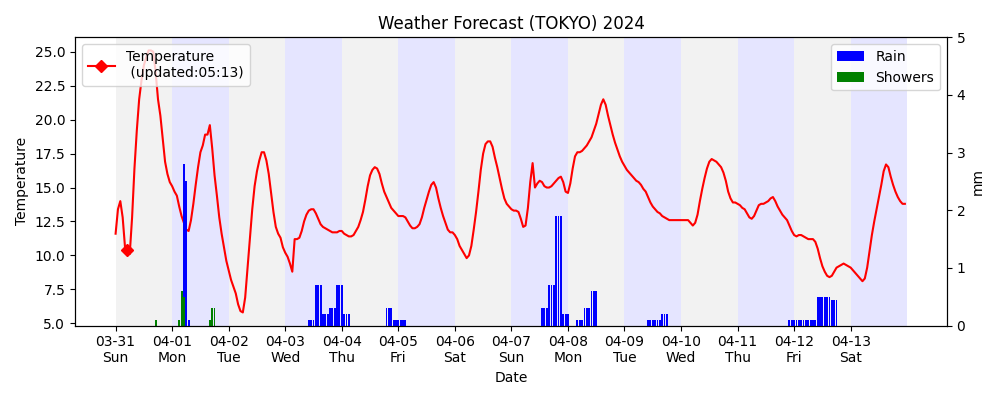 Weather Forecast (TOKYO) 2024
Temperature
(updated:05:13)
Rain
Showers
Temperature
25.0
22.5
20.0
17.5
15.0
12.5
10.0
7.5
5.0
5
4
3
2
1
0
mm
03-31 04-01 04-02 04-03 04-04 04-05 04-06 04-07 04-08 04-09 04-10 04-11 04-12 04-13
Sun Mon Tue Wed Thu Fri Sat Sun Mon Tue Wed Thu Fri Sat
Date